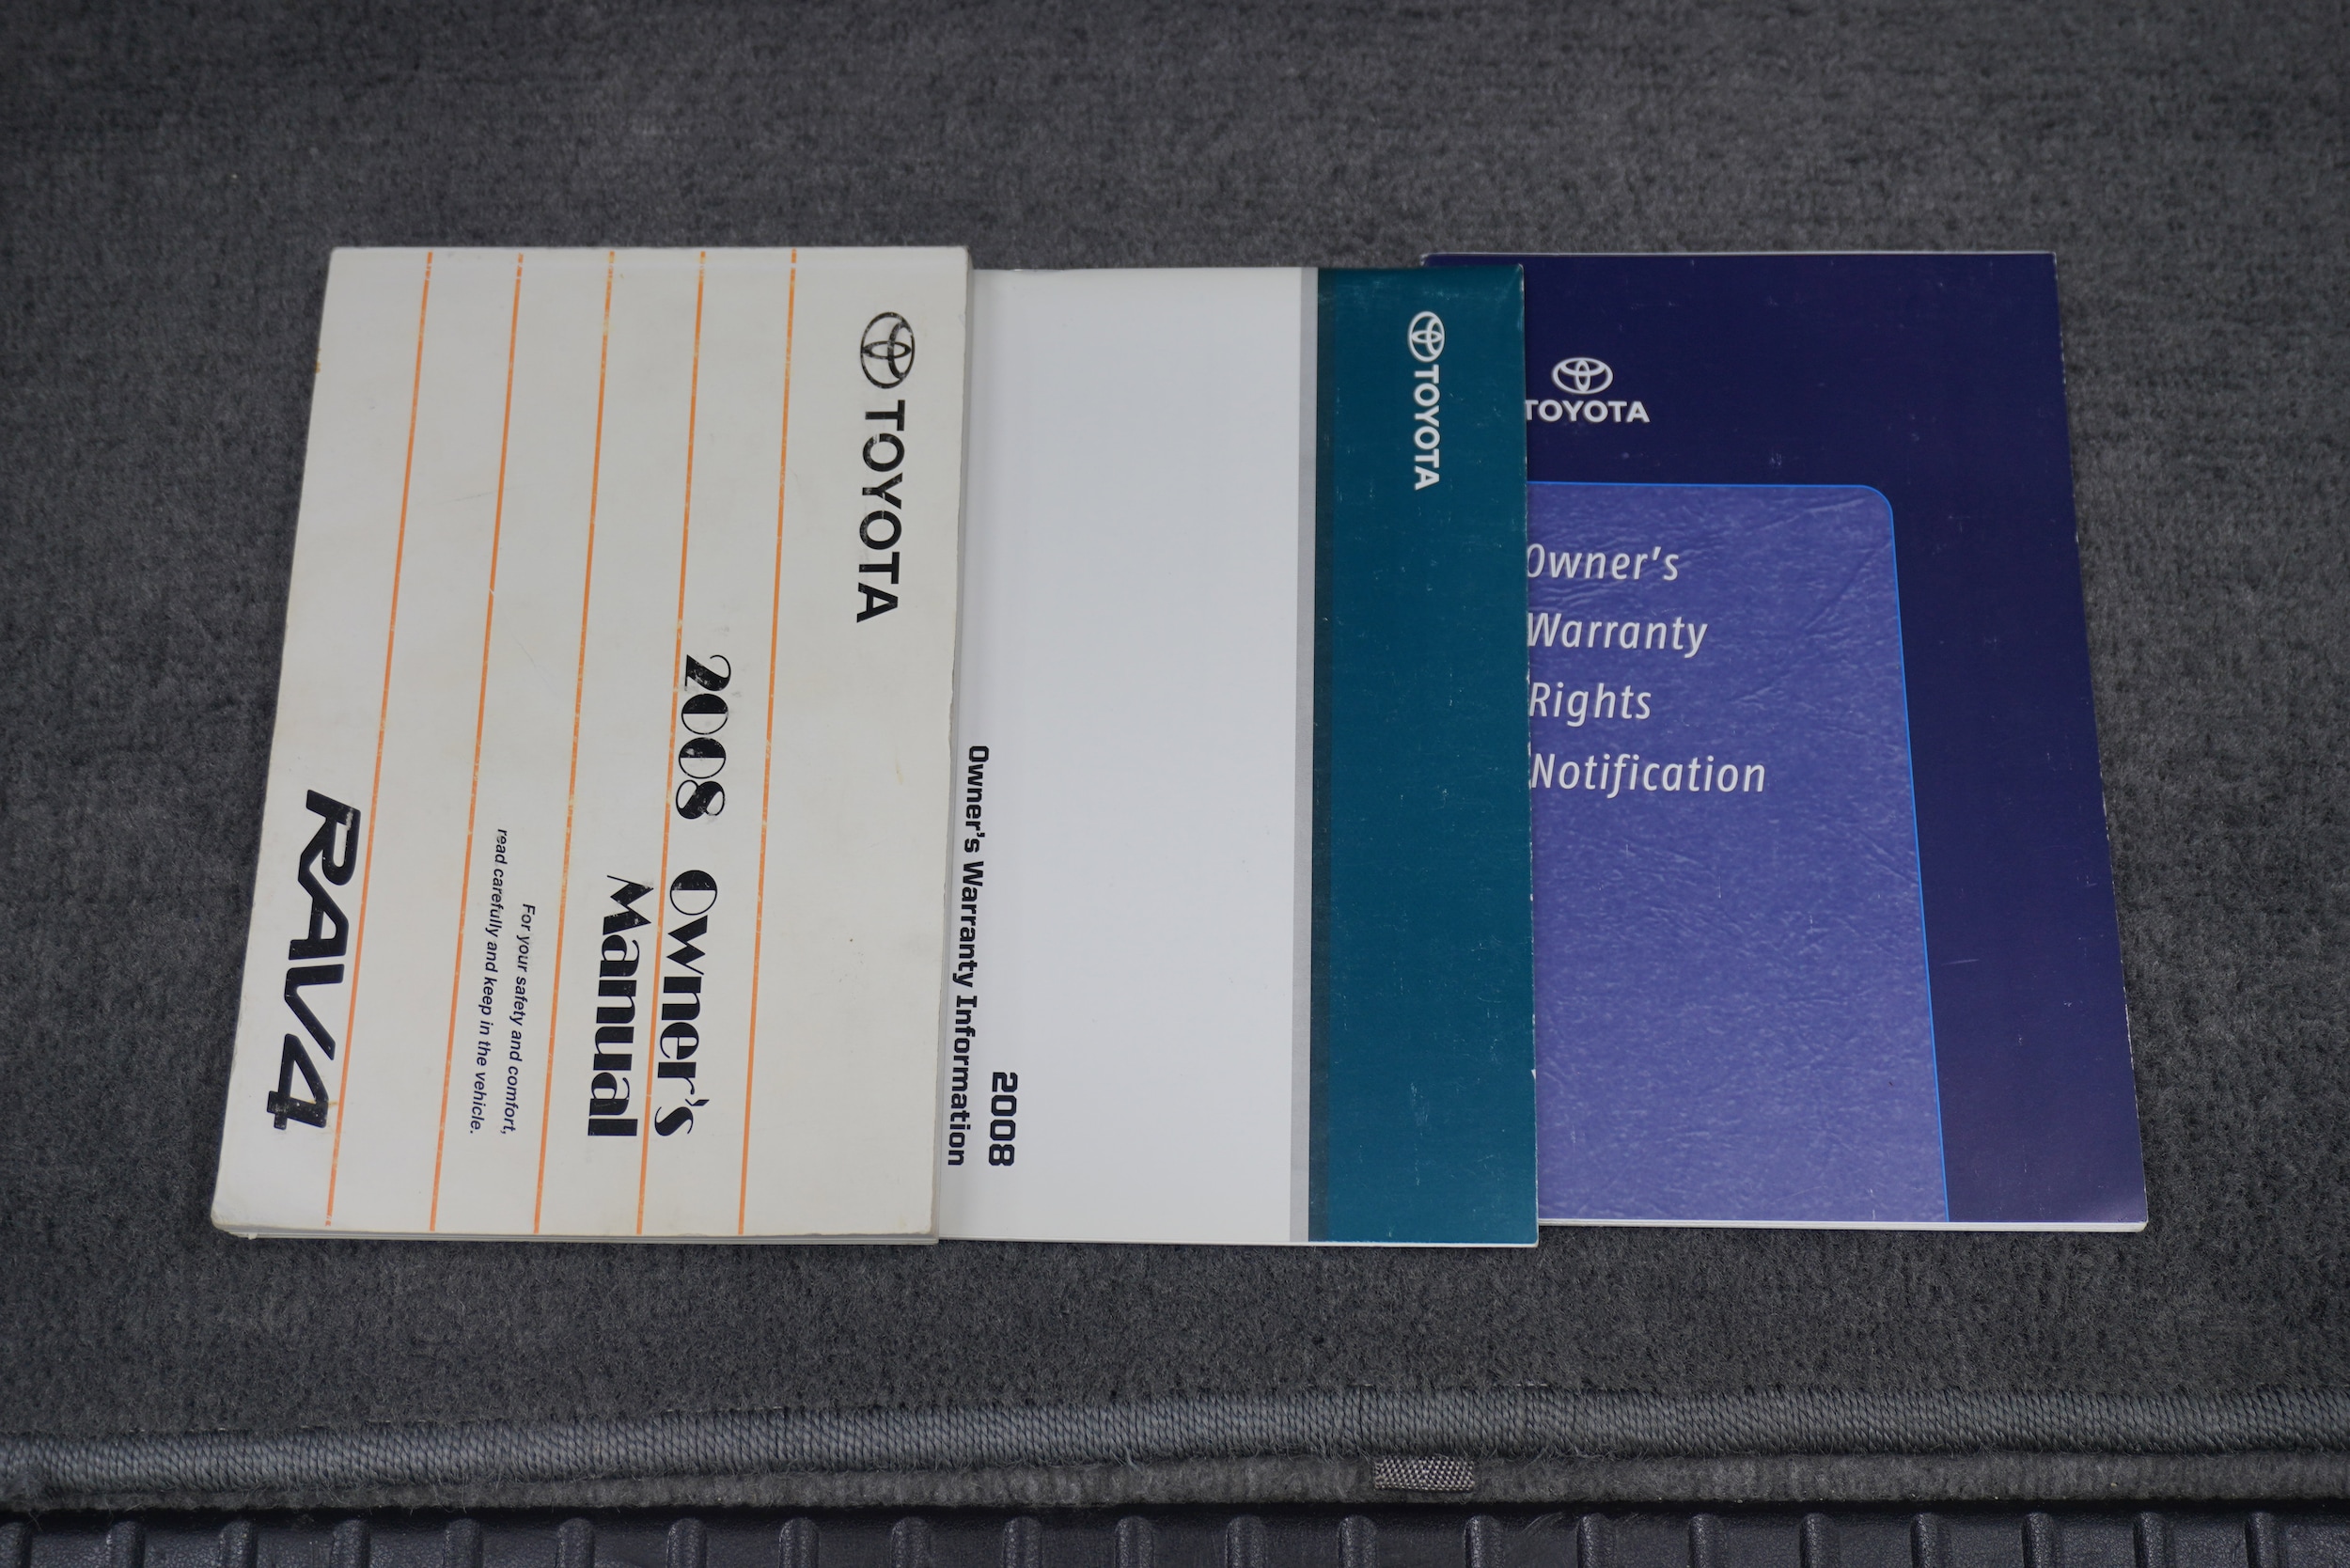 TOYOTA
2008 Owner's
Manual
For your safety and comfort,
read carefully and keep in the vehicle.
RAV4
TOYOTA
2008
Owner's Warranty Information
TOYOTA
Owner's
Warranty
Rights
Notification